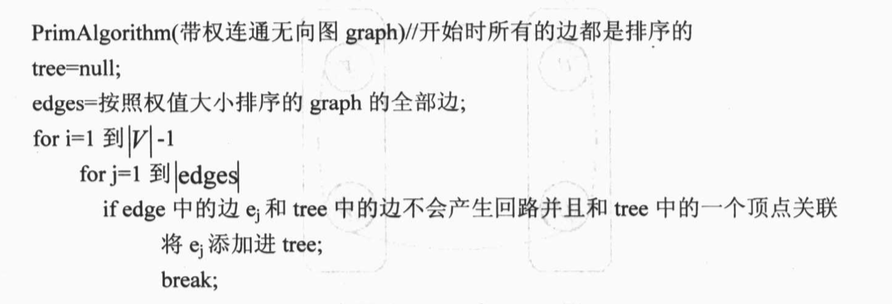 PrimAlgorithm(带权连通无向图 graph)//开始时所有的边都是排序的
tree=null;
edges=按照权值大小排序的 graph 的全部边;
for i=1 到|V|-1
for j=1 到|edges|
if edge 中的边 ej 和 tree 中的边不会产生回路并且和 tree 中的一个顶点关联
将 ej 添加进 tree;
break;